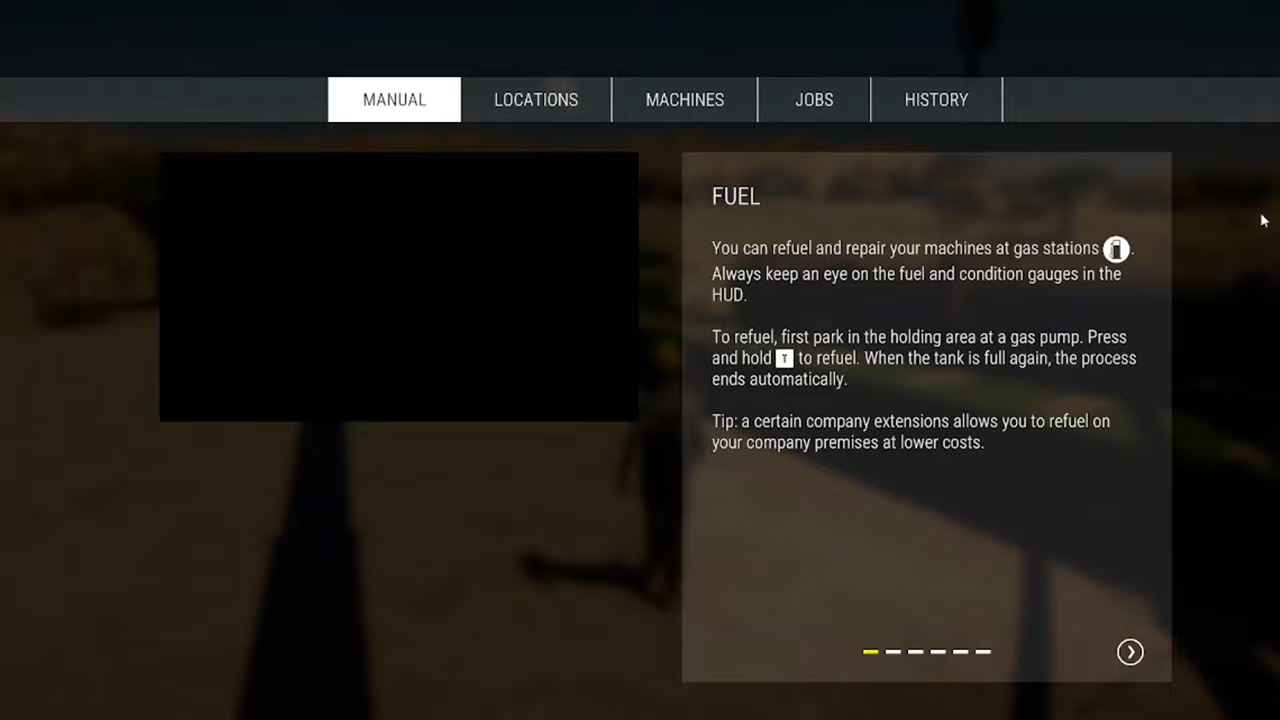 MANUAL
LOCATIONS
MACHINES
JOBS
HISTORY
FUEL
You can refuel and repair your machines at gas stations .
Always keep an eye on the fuel and condition gauges in the
HUD.
To refuel, first park in the holding area at a gas pump. Press
and hold T to refuel. When the tank is full again, the process
ends automatically.
Tip: a certain company extensions allows you to refuel on
your company premises at lower costs.